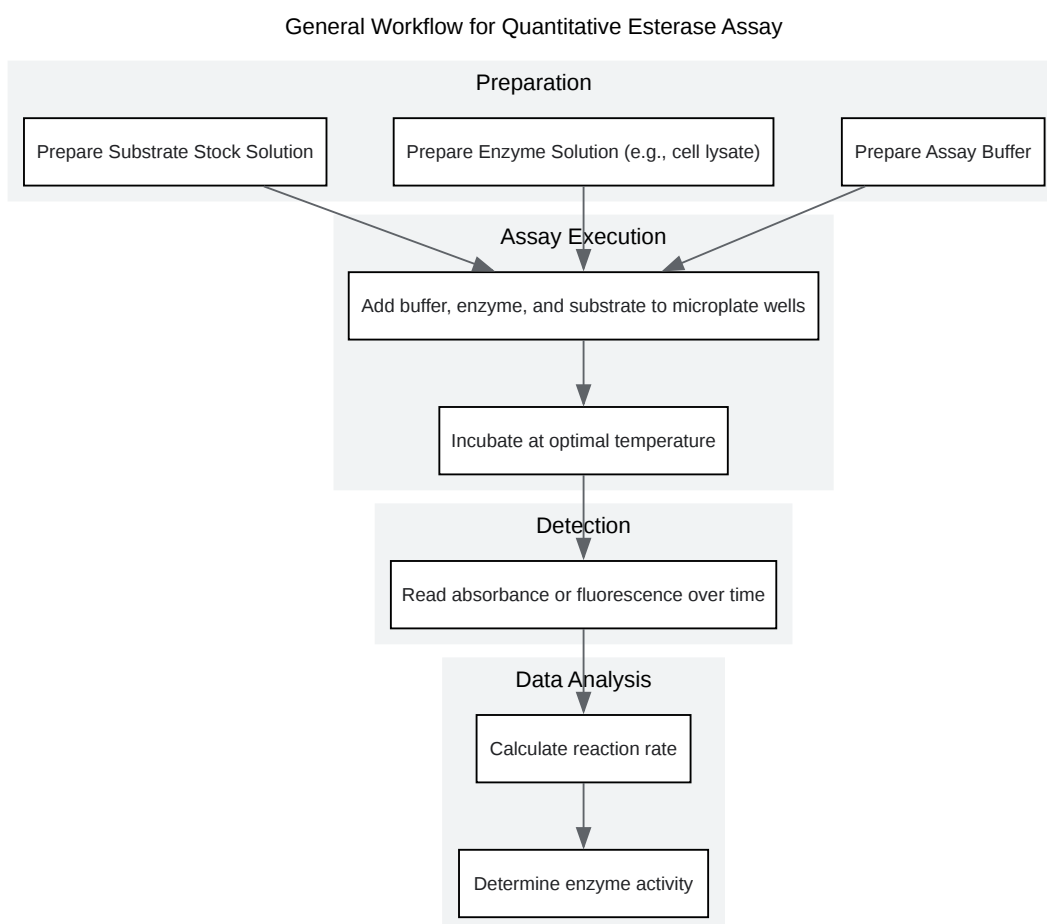 General Workflow for Quantitative Esterase Assay
Preparation
Prepare Substrate Stock Solution
Prepare Enzyme Solution (e.g., cell lysate)
Prepare Assay Buffer
Assay Execution
Add buffer, enzyme, and substrate to microplate wells
Incubate at optimal temperature
Detection
Read absorbance or fluorescence over time
Data Analysis
Calculate reaction rate
Determine enzyme activity